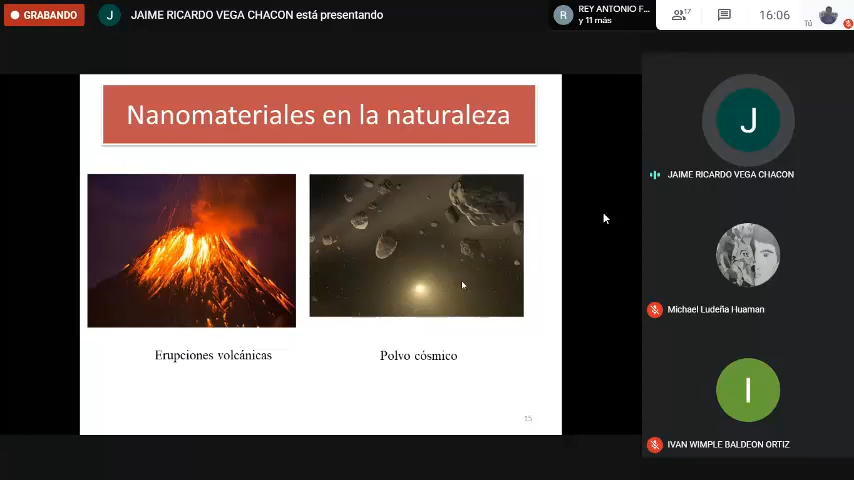 GRABANDO
J
JAIME RICARDO VEGA CHACON está presentando
R
REY ANTONIO F...
y 11 más
17
16:06
Tú
Nanomateriales en la naturaleza
Erupciones volcánicas
Polvo cósmico
15
J
JAIME RICARDO VEGA CHACON
Michael Ludeña Huaman
I
IVAN WIMPLE BALDEON ORTIZ